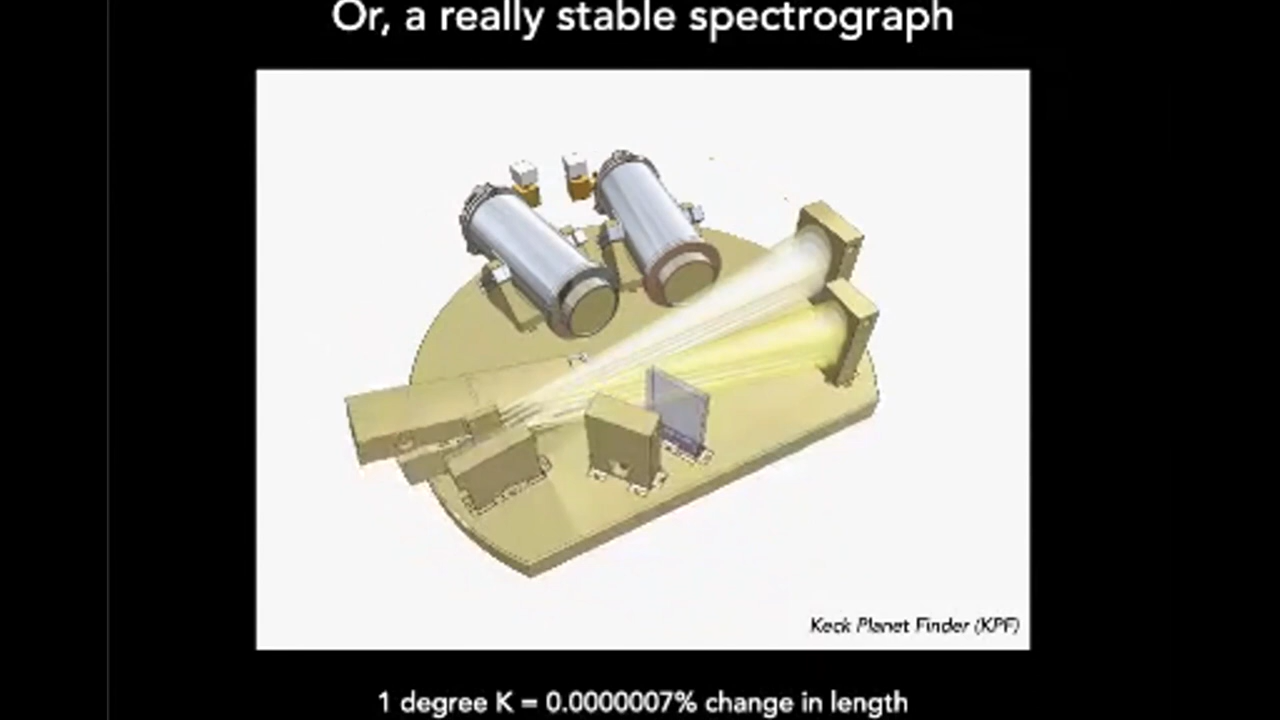 Or, a really stable spectrograph
Keck Planet Finder (KPF)
1 degree K = 0.0000007% change in length